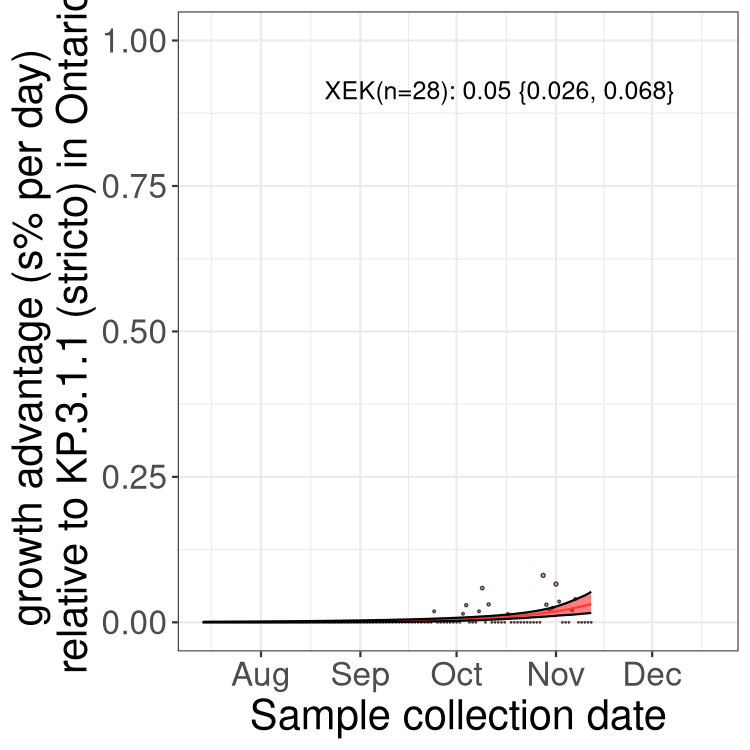 growth advantage (s% per day)
relative to KP.3.1.1 (stricto) in Ontario
1.00
0.75
0.50
0.25
0.00
XEK(n=28): 0.05 {0.026, 0.068}
Aug Sep Oct Nov Dec
Sample collection date